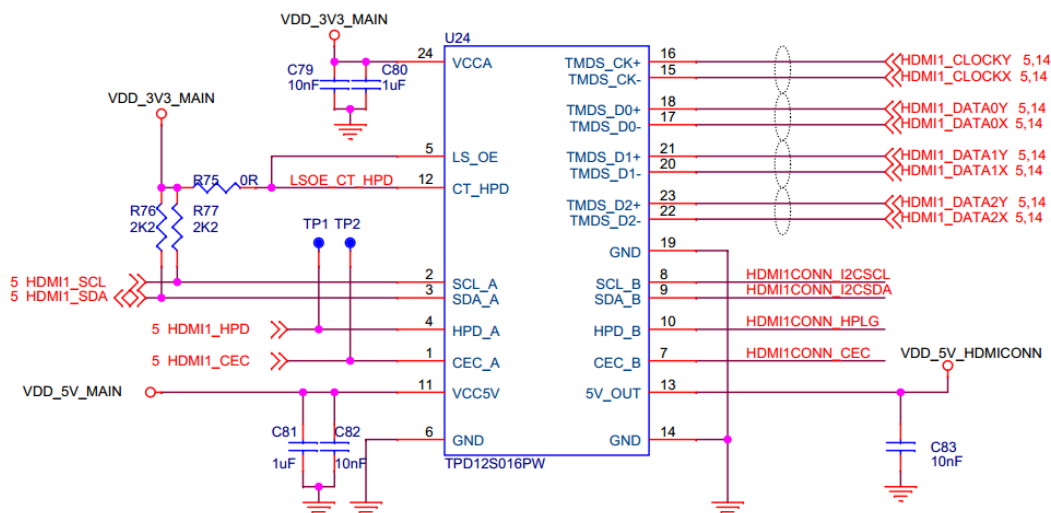 VDD_3V3_MAIN
U24
24
VCCA
C79
10nF
C80
1uF
VDD_3V3_MAIN
5
LS_OE
R75
0R
LSOE_CT_HPD
12
CT_HPD
R76
2K2
R77
2K2
TP1
TP2
5 HDMI1_SCL
2
SCL_A
5 HDMI1_SDA
3
SDA_A
5 HDMI1_HPD
4
HPD_A
5 HDMI1_CEC
1
CEC_A
VDD_5V_MAIN
11
VCC5V
C81
1uF
C82
10nF
6
GND
TPD12S016PW
TMDS_CK+
16
HDMI1_CLOCKY 5,14
TMDS_CK-
15
HDMI1_CLOCKX 5,14
TMDS_D0+
18
HDMI1_DATA0Y 5,14
TMDS_D0-
17
HDMI1_DATA0X 5,14
TMDS_D1+
21
HDMI1_DATA1Y 5,14
TMDS_D1-
20
HDMI1_DATA1X 5,14
TMDS_D2+
23
HDMI1_DATA2Y 5,14
TMDS_D2-
22
HDMI1_DATA2X 5,14
GND
19
SCL_B
8
HDMI1CONN_I2CSCL
SDA_B
9
HDMI1CONN_I2CSDA
HPD_B
10
HDMI1CONN_HPLG
CEC_B
7
HDMI1CONN_CEC
VDD_5V_HDMICONN
5V_OUT
13
GND
14
C83
10nF